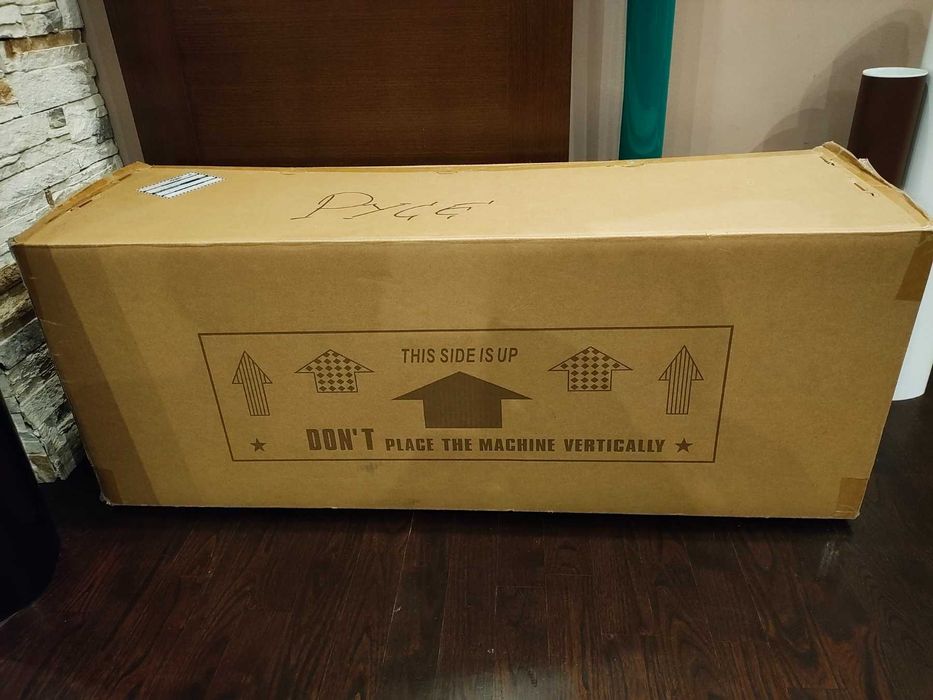 THIS SIDE IS UP
DON'T PLACE THE MACHINE VERTICALLY